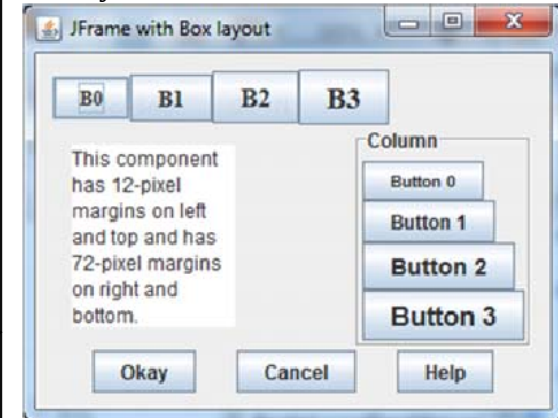 JFrame with Box layout
B0 B1 B2 B3
This component
has 12-pixel
margins on left
and top and has
72-pixel margins
on right and
bottom.
Column
Button 0
Button 1
Button 2
Button 3
Okay Cancel Help